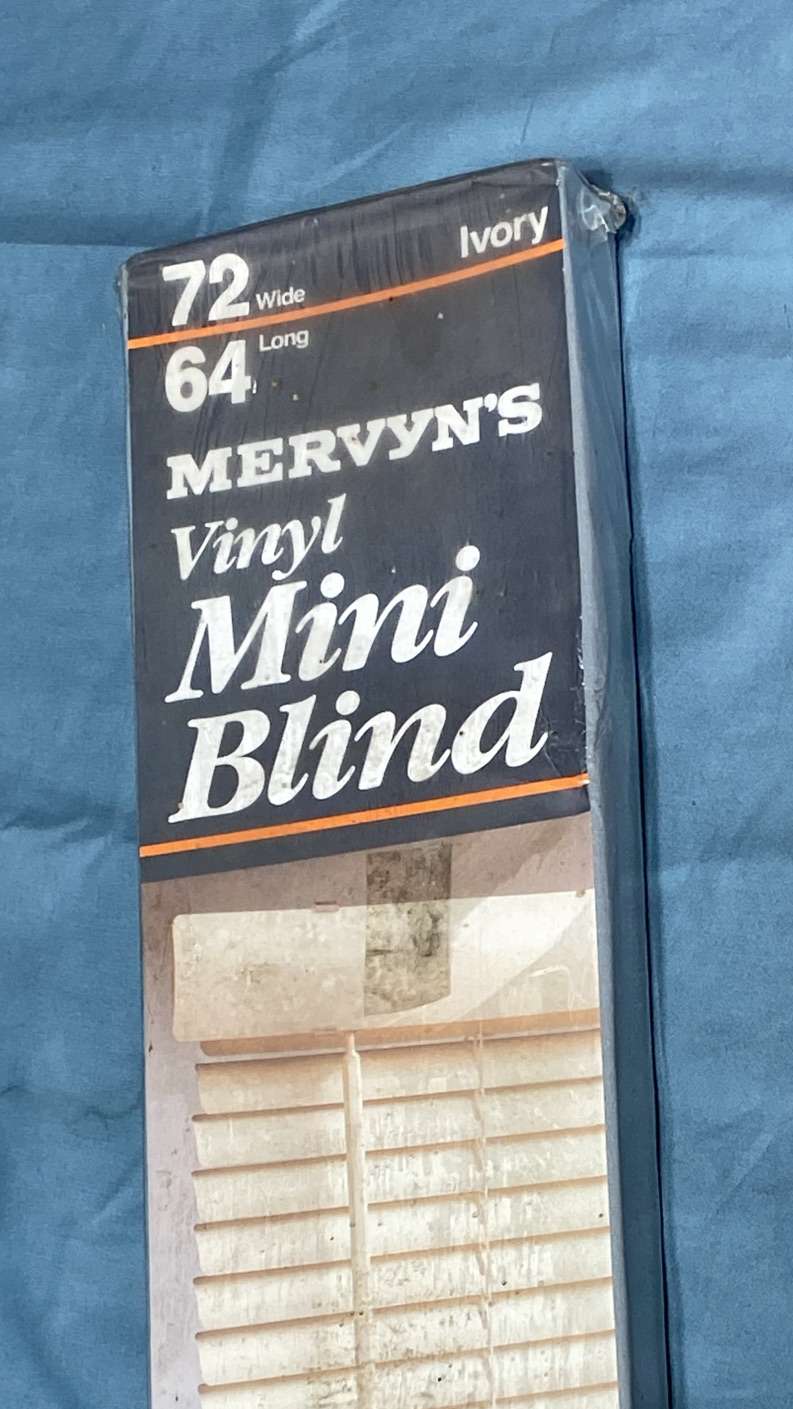 72 Wide
Ivory
64 Long
MERVYN'S
Vinyl
Mini
Blind